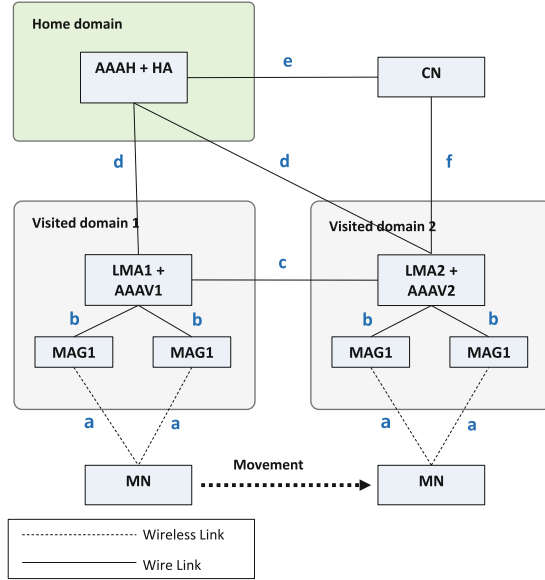 Home domain
AAAH + HA
e
CN
d
d
f
Visited domain 1
Visited domain 2
LMA1 +
AAAV1
c
LMA2 +
AAAV2
b
b
b
b
MAG1
MAG1
MAG1
MAG1
a
a
a
a
Movement
MN
MN
Wireless Link
Wire Link